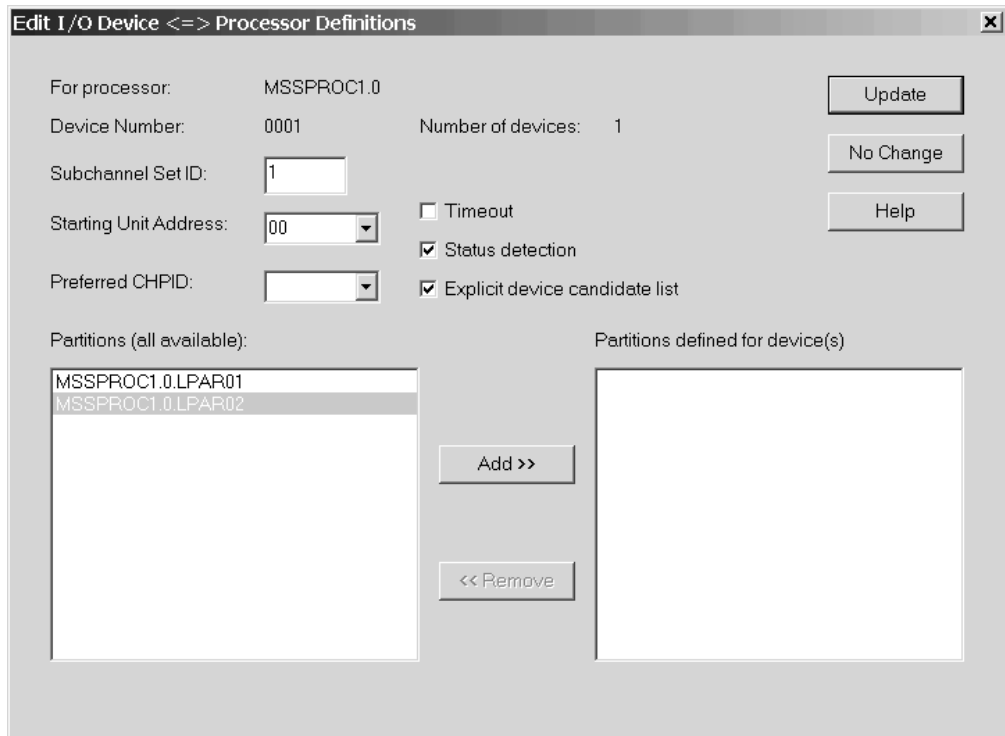 Edit I/O Device <=> Processor Definitions
For processor: MSSPROC1.0
Update
Device Number: 0001 Number of devices: 1
No Change
Subchannel Set ID: 1
Help
Starting Unit Address: 00
Timeout
Status detection
Preferred CHPID:
Explicit device candidate list
Partitions (all available):
Partitions defined for device(s)
MSSPROC1.0.LPAR01
MSSPROC1.0.LPAR02
Add >>
<< Remove